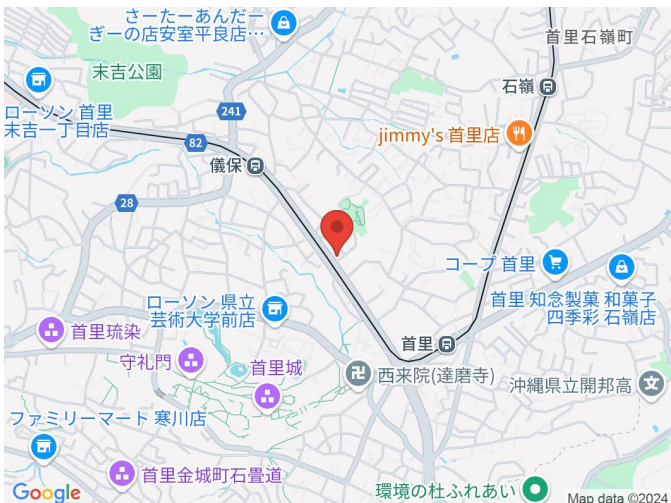 さーたーあんだー
ぎーの店安室平良店…
首里石嶺町
末吉公園
石嶺
ローソン 首里
末吉一丁目店
241
jimmy's 首里店
82
儀保
28
コープ 首里
首里 知念製菓 和菓子
四季彩 石嶺店
ローソン 県立
芸術大学前店
首里琉染
首里
守礼門
首里城
西来院(達磨寺)
沖縄県立開邦高
ファミリーマート 寒川店
首里金城町石畳道
環境の杜ふれあい
Google
Map data ©2024